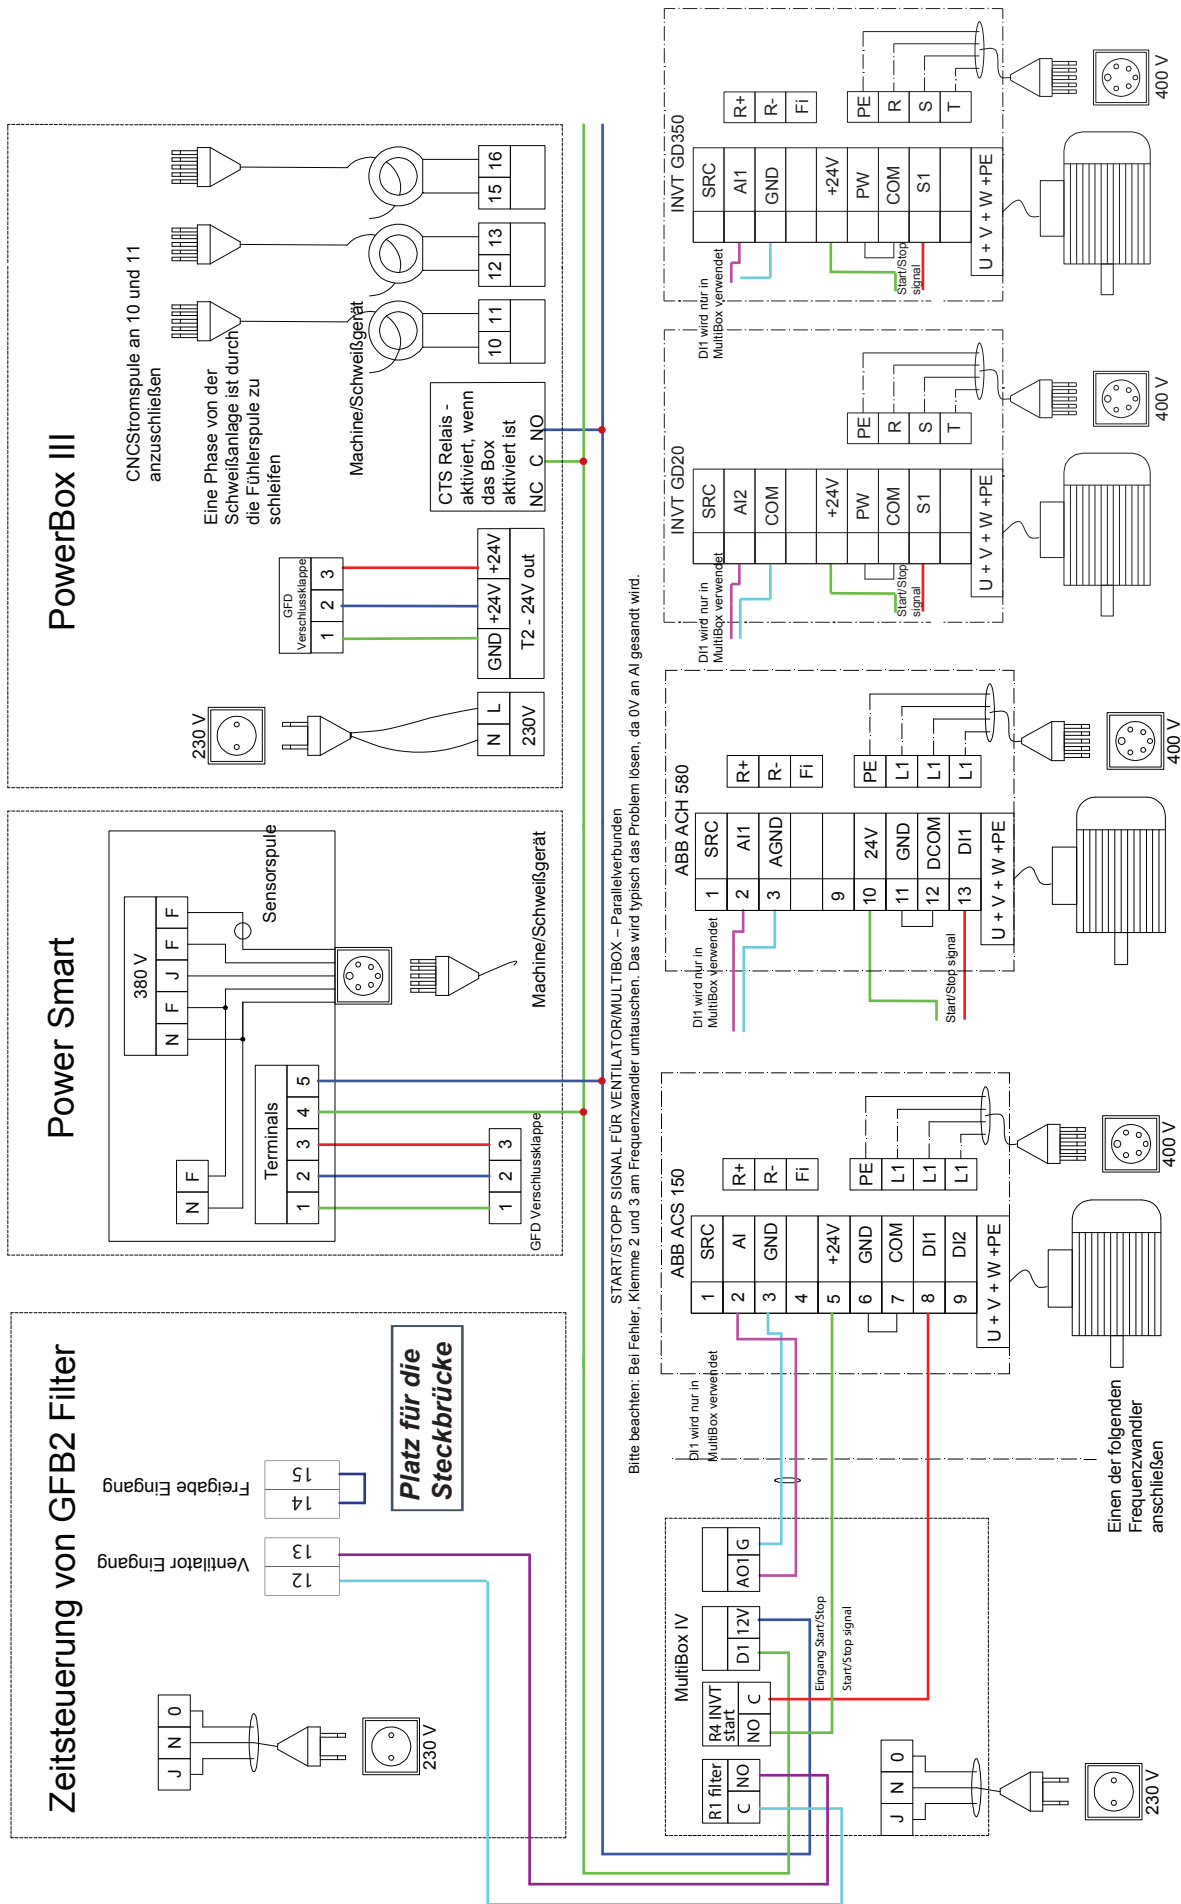 Zeitsteuerung von GFB2 Filter
J N 0
230 V
Ventilator Eingang
12 13
Freigabe Eingang
14 15
Platz für die
Steckbrücke
Power Smart
380 V
N F J F F
Sensorspule
N F
Terminals
1 2 3 4 5
1 2 3
GFD Verschlussklappe
Machine/Schweißgerät
PowerBox III
230 V
N L
230V
GFD
Verschlussklappe
1 2 3
GND +24V +24V
T2 - 24V out
CNCStromspule an 10 und 11
anzuschließen
Eine Phase von der
Schweißanlage ist durch
die Fühlerspule zu
schleifen
Machine/Schweißgerät
CTS Relais -
aktiviert, wenn
das Box
aktiviert ist
NC C NO
10 11
12 13
15 16
START/STOPP SIGNAL FÜR VENTILATOR/MULTIBOX – Parallelverbunden
Bitte beachten: Bei Fehler, Klemme 2 und 3 am Frequenzwandler umtauschen. Das wird typisch das Problem lösen, da 0V an AI gesandt wird.
MultiBox IV
R1 filter
C NO
R4 INVT
start
NO C
D1 12V
AO1 G
Eingang Start/Stop
Start/Stop signal
J N 0
230 V
Einen der folgenden
Frequenzwandler
anschließen
DI1 wird nur in
MultiBox verwendet
ABB ACS 150
1 SRC
2 AI
3 GND
4
5 +24V
6 GND
7 COM
8 DI1
9 DI2
U + V + W +PE
R+
R-
Fi
PE
L1
L1
L1
400 V
DI1 wird nur in
MultiBox verwendet
ABB ACH 580
1 SRC
2 AI1
3 AGND
9
10 24V
11 GND
12 DCOM
13 DI1
U + V + W +PE
Start/Stop signal
R+
R-
Fi
PE
L1
L1
L1
400 V
DI1 wird nur in
MultiBox verwendet
INVT GD20
SRC
AI2
COM
+24V
PW
COM
S1
U + V + W +PE
Start/Stop
signal
PE
R
S
T
400 V
DI1 wird nur in
MultiBox verwendet
INVT GD350
SRC
AI1
GND
+24V
PW
COM
S1
U + V + W +PE
Start/Stop
signal
R+
R-
Fi
PE
R
S
T
400 V